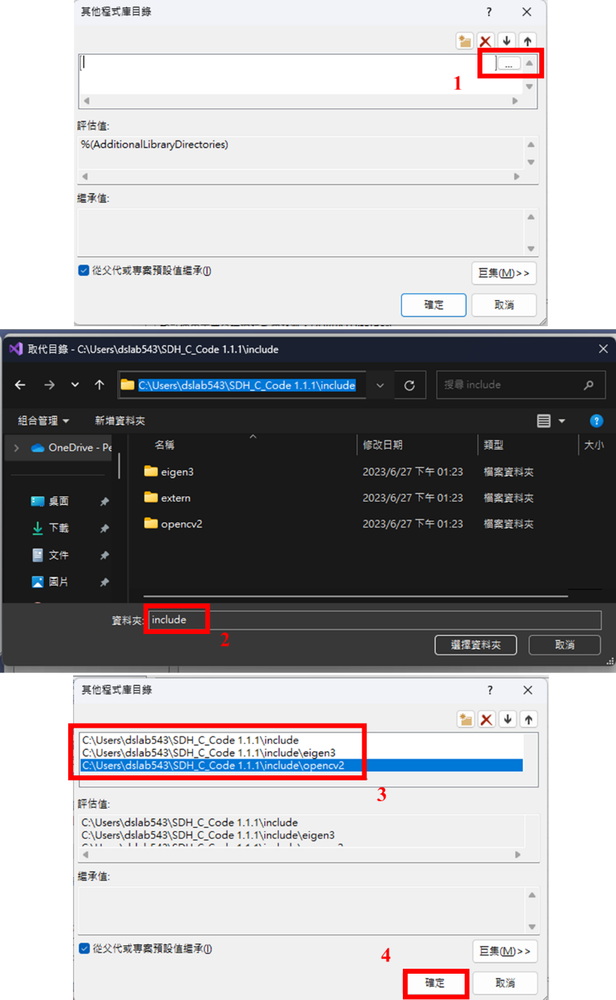 其他程式庫目錄 ? ×
...
1
評估值:
%(AdditionalLibraryDirectories)
繼承值:
從父代或專案預設值繼承(I)
巨集(M)>>
確定 取消
取代目錄 - C:\Users\dslab543\SDH_C_Code 1.1.1\include
C:\Users\dslab543\SDH_C_Code 1.1.1\include 搜尋 include
組合管理 新增資料夾 ?
OneDrive - Pe 名稱 修改日期 類型 大小
eigen3 2023/6/27 下午 01:23 檔案資料夾
extern 2023/6/27 下午 01:23 檔案資料夾
opencv2 2023/6/27 下午 01:23 檔案資料夾
桌面
下載
文件
圖片
資料夾: include
2
選擇資料夾 取消
其他程式庫目錄 ? ×
C:\Users\dslab543\SDH_C_Code 1.1.1\include
C:\Users\dslab543\SDH_C_Code 1.1.1\include\eigen3
C:\Users\dslab543\SDH_C_Code 1.1.1\include\opencv2
3
評估值:
C:\Users\dslab543\SDH_C_Code 1.1.1\include
C:\Users\dslab543\SDH_C_Code 1.1.1\include\eigen3
繼承值:
從父代或專案預設值繼承(I)
巨集(M)>>
4
確定 取消